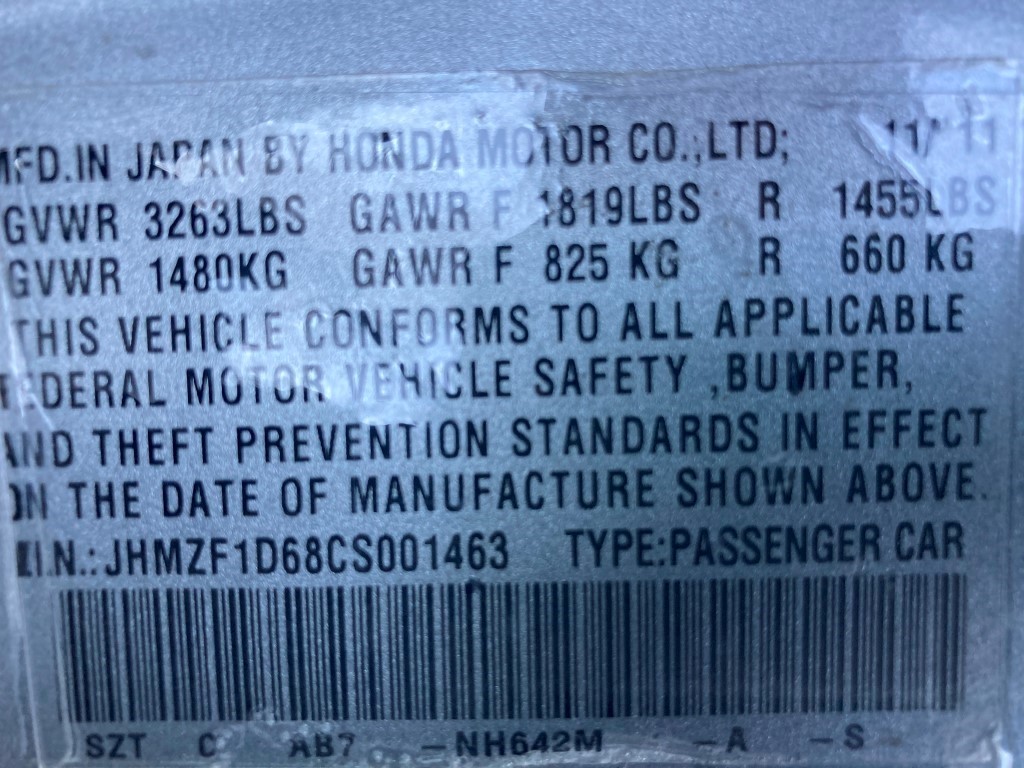 MFD.IN JAPAN BY HONDA MOTOR CO.,LTD; 11/ 11
GVWR 3263LBS GAWR F 1819LBS R 1455LBS
GVWR 1480KG GAWR F 825 KG R 660 KG
THIS VEHICLE CONFORMS TO ALL APPLICABLE
FEDERAL MOTOR VEHICLE SAFETY ,BUMPER,
AND THEFT PREVENTION STANDARDS IN EFFECT
ON THE DATE OF MANUFACTURE SHOWN ABOVE.
V.I.N.:JHMZF1D68CS001463 TYPE:PASSENGER CAR
SZT C AB7 -NH642M -A -S